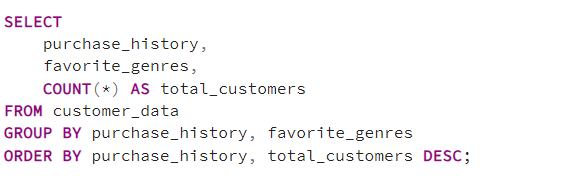 SELECT
    purchase_history,
    favorite_genres,
    COUNT(*) AS total_customers
FROM customer_data
GROUP BY purchase_history, favorite_genres
ORDER BY purchase_history, total_customers DESC;